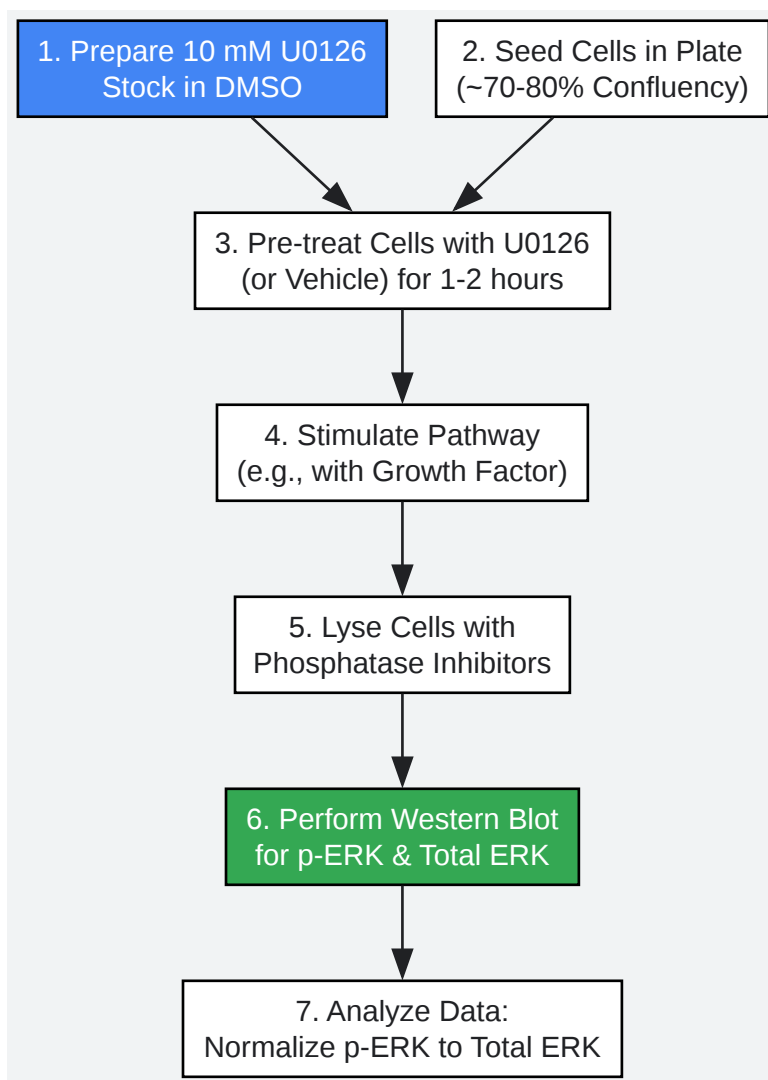 1. Prepare 10 mM U0126
Stock in DMSO
2. Seed Cells in Plate
(~70-80% Confluency)
3. Pre-treat Cells with U0126
(or Vehicle) for 1-2 hours
4. Stimulate Pathway
(e.g., with Growth Factor)
5. Lyse Cells with
Phosphatase Inhibitors
6. Perform Western Blot
for p-ERK & Total ERK
7. Analyze Data:
Normalize p-ERK to Total ERK